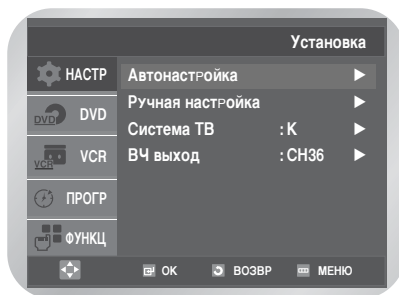 Установка
НАСТР
Автонастройка
DVD DVD
Ручная настройка
Система ТВ : K
VCR VCR
ВЧ выход : CH36
ПРОГР
ФУНКЦ
OK ВОЗВР МЕНЮ